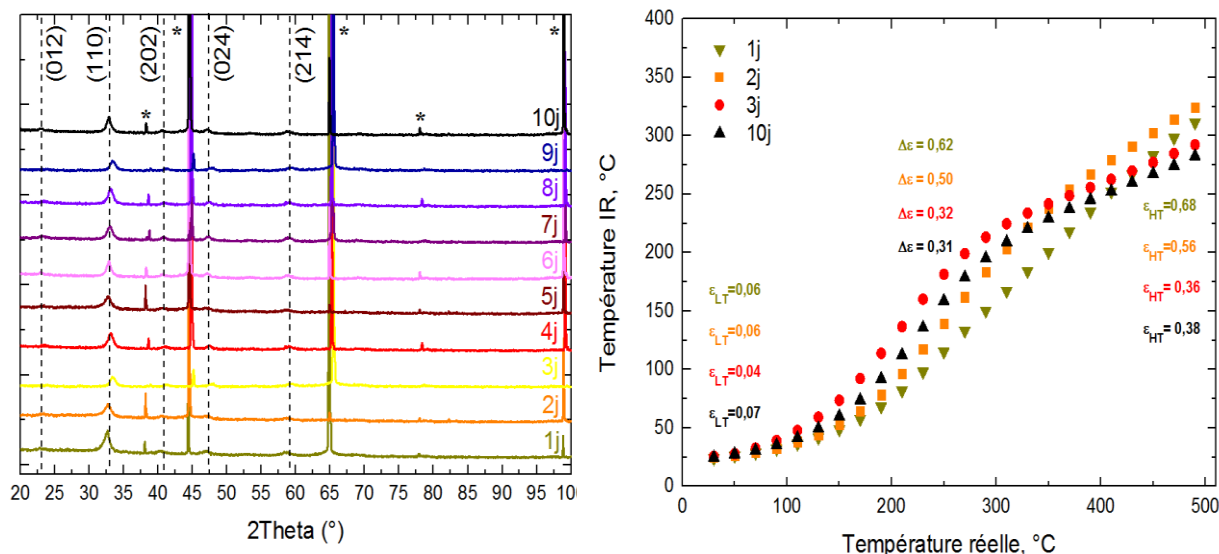 (012)
(110)
(202)
*
(024)
(214)
*
*
*
*
10j
9j
8j
7j
6j
5j
4j
3j
2j
1j
20 25 30 35 40 45 50 55 60 65 70 75 80 85 90 95 100
2Theta (°)
400
350
300
250
200
150
100
50
0
Température IR, °C
1j
2j
3j
10j
Δε = 0,62
Δε = 0,50
Δε = 0,32
Δε = 0,31
εHT=0,68
εHT=0,56
εHT=0,36
εHT=0,38
εLT=0,06
εLT=0,06
εLT=0,04
εLT=0,07
0 100 200 300 400 500
Température réelle, °C